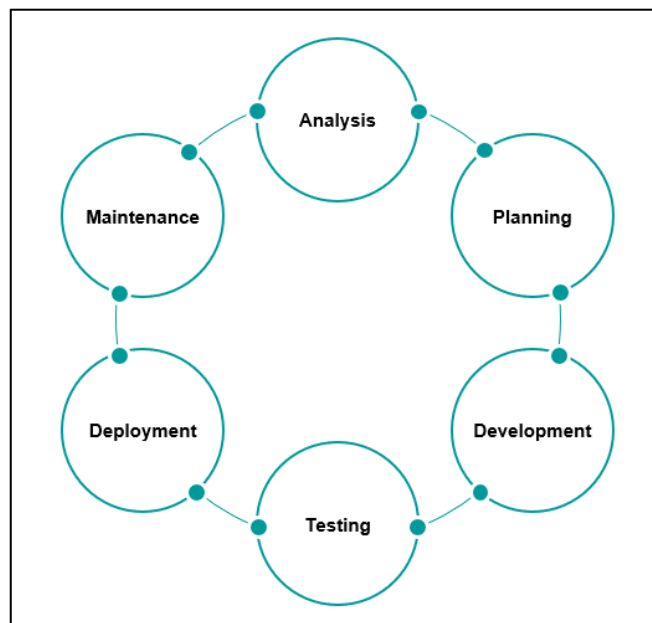 Analysis
Planning
Development
Testing
Deployment
Maintenance